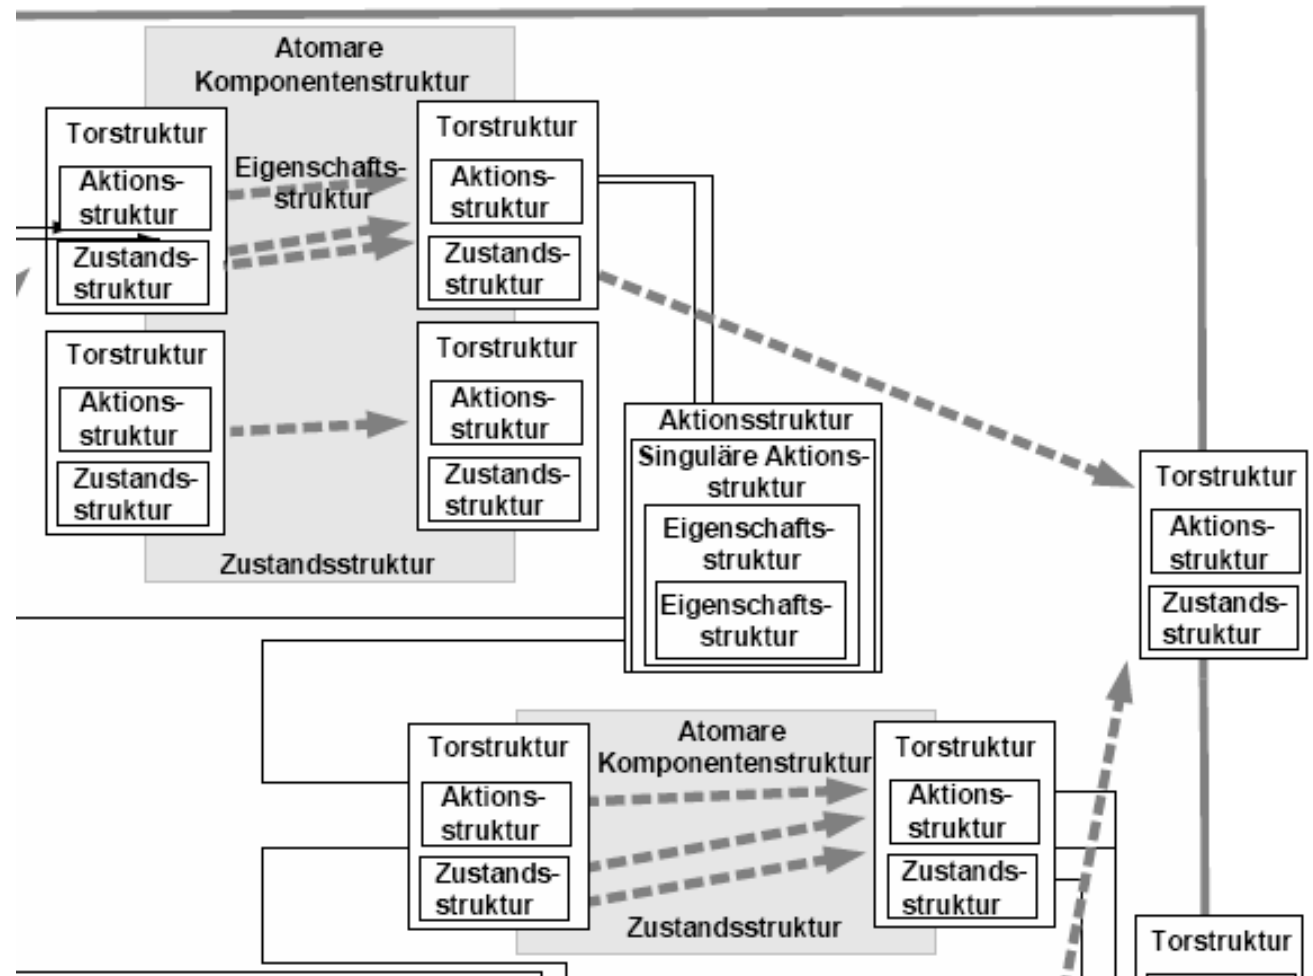 Atomare
Komponentenstruktur
Torstruktur
Aktions-
struktur
Zustands-
struktur
Eigenschafts-
struktur
Torstruktur
Aktions-
struktur
Zustands-
struktur
Torstruktur
Aktions-
struktur
Zustands-
struktur
Torstruktur
Aktions-
struktur
Zustands-
struktur
Zustandsstruktur
Aktionsstruktur
Singuläre Aktions-
struktur
Eigenschafts-
struktur
Eigenschafts-
struktur
Torstruktur
Aktions-
struktur
Zustands-
struktur
Atomare
Komponentenstruktur
Torstruktur
Aktions-
struktur
Zustands-
struktur
Torstruktur
Aktions-
struktur
Zustands-
struktur
Zustandsstruktur
Torstruktur